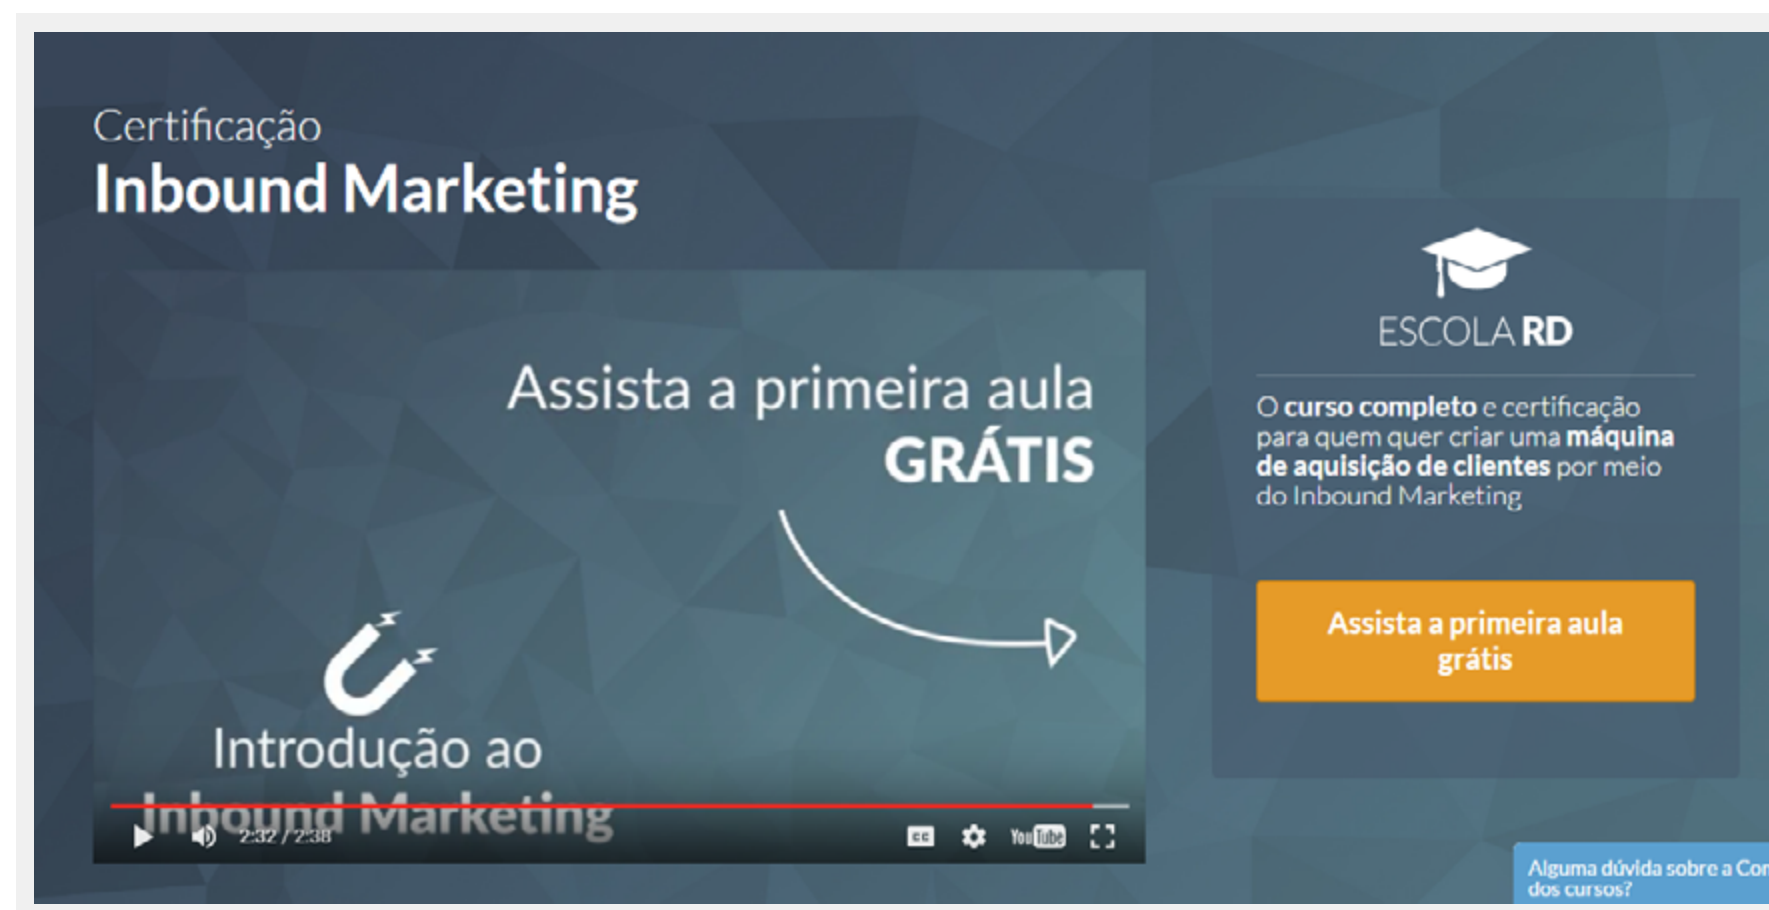 Certificação
Inbound Marketing
Assista a primeira aula
GRÁTIS
Introdução ao
Inbound Marketing
2:32 / 2:38
CC
YouTube
ESCOLA RD
O curso completo e certificação
para quem quer criar uma máquina
de aquisição de clientes por meio
do Inbound Marketing
Assista a primeira aula
grátis
Alguma dúvida sobre a
dos cursos?